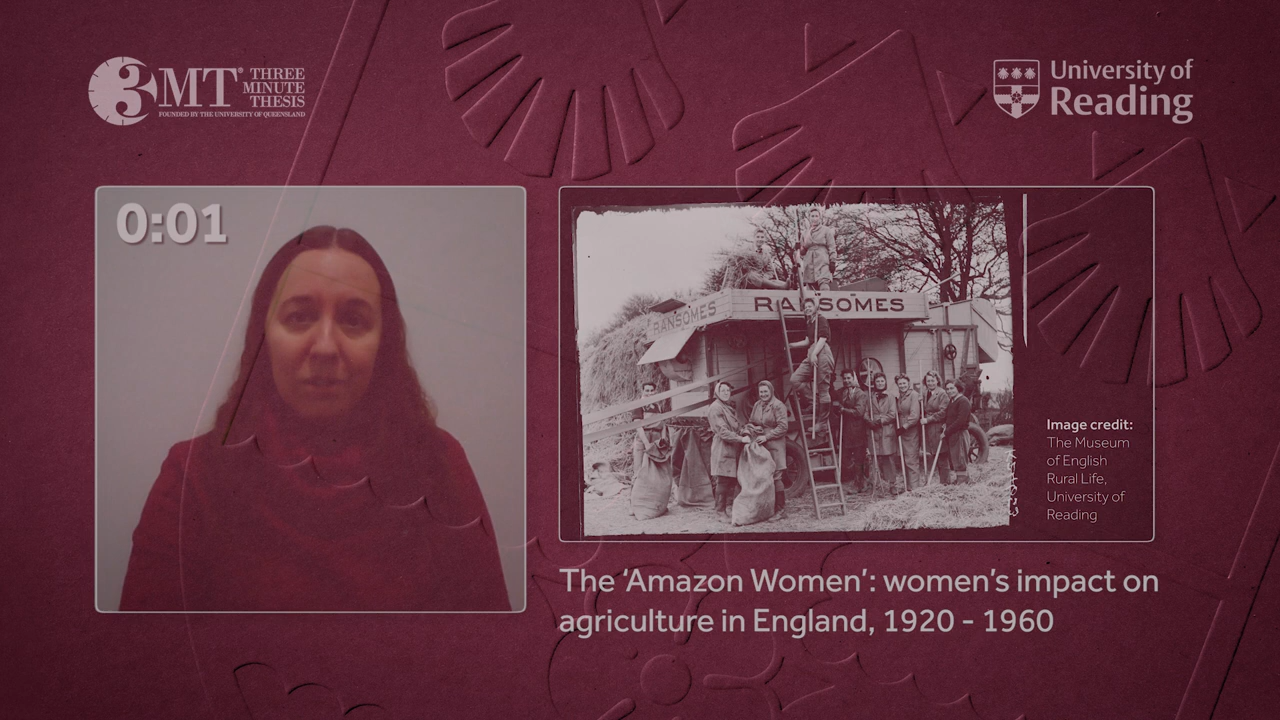 3MT® THREE
MINUTE
THESIS
FOUNDED BY THE UNIVERSITY OF QUEENSLAND
University of
Reading
0:01
RANSOMES
RANSOMES
Image credit:
The Museum
of English
Rural Life,
University of
Reading
The ‘Amazon Women’: women’s impact on
agriculture in England, 1920 - 1960